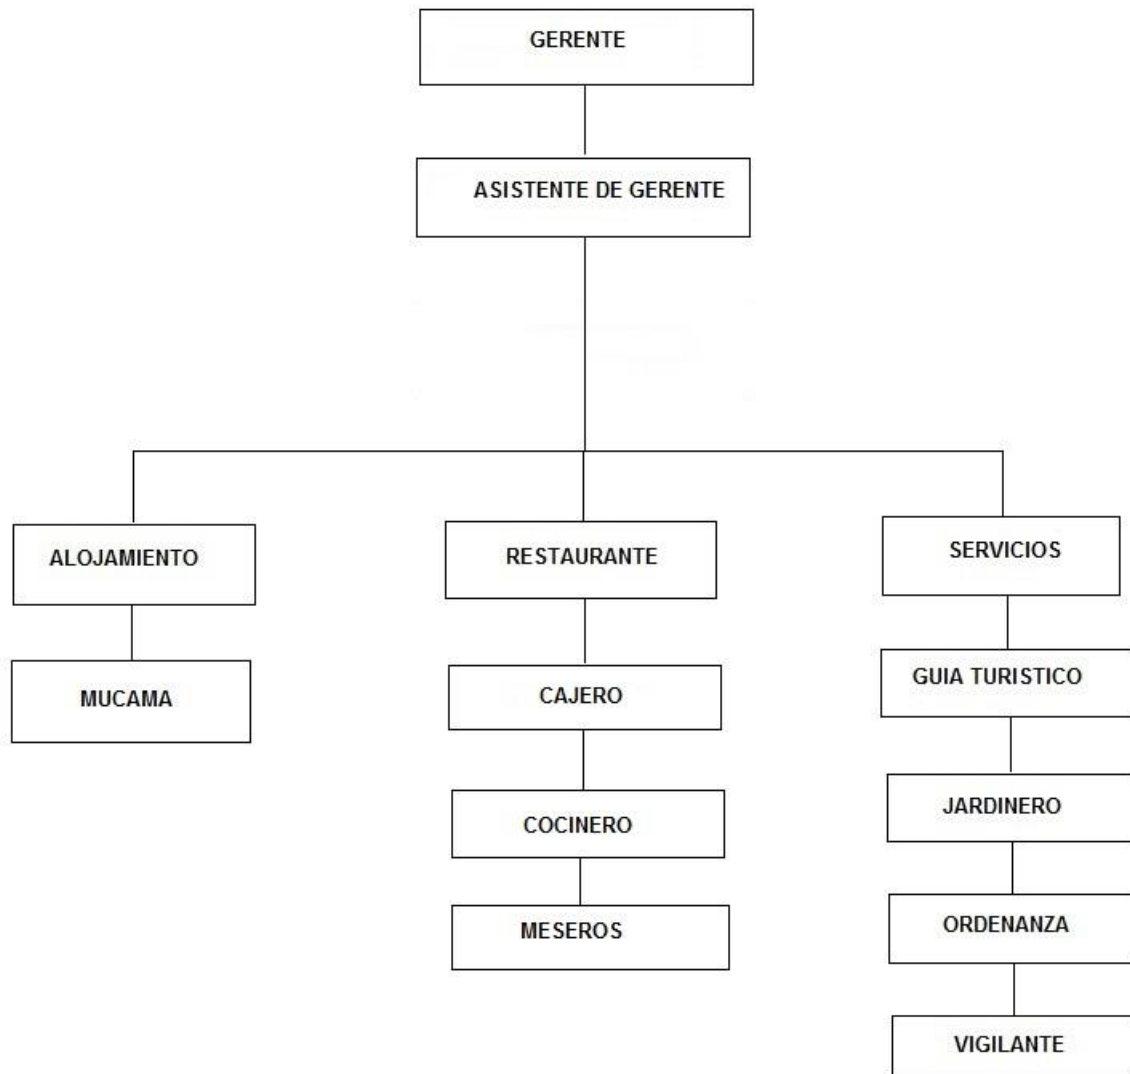 GERENTE
ASISTENTE DE GERENTE
ALOJAMIENTO
RESTAURANTE
SERVICIOS
MUCAMA
CAJERO
GUIA TURISTICO
COCINERO
JARDINERO
MESEROS
ORDENANZA
VIGILANTE